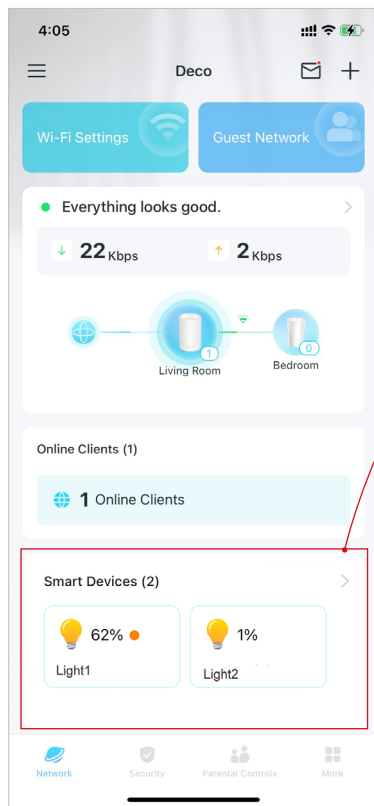 4:05
Deco
Wi-Fi Settings
Guest Network
Everything looks good.
22 Kbps
2 Kbps
1
0
Living Room
Bedroom
Online Clients (1)
1 Online Clients
Smart Devices (2)
62%
1%
Light1
Light2
Network
Security
Parental Controls
More